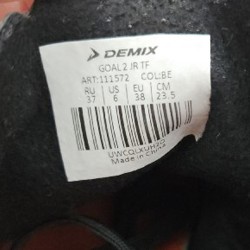 DEMIX
GOAL 2 JR TF
ART:111572 COL:BE
RU US EU CM
37 6 38 23.5
Made in China